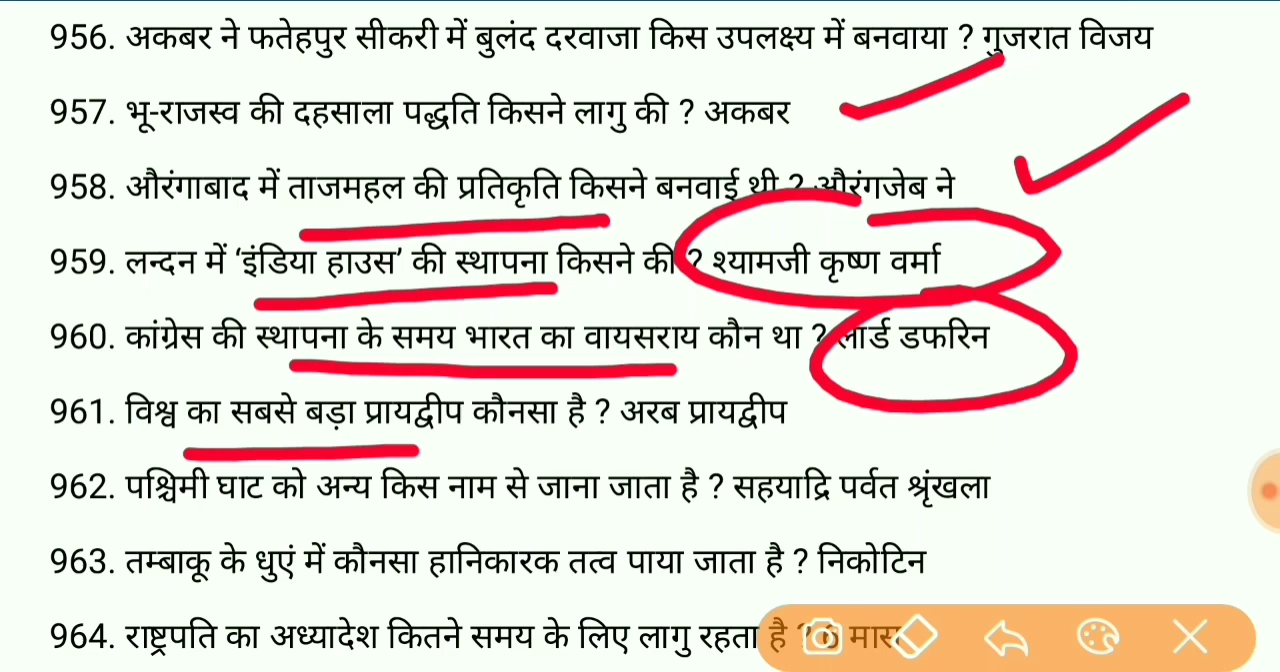 956. अकबर ने फतेहपुर सीकरी में बुलंद दरवाजा किस उपलक्ष्य में बनवाया ? गुजरात विजय
957. भू-राजस्व की दहसाला पद्धति किसने लागु की ? अकबर
958. औरंगाबाद में ताजमहल की प्रतिकृति किसने बनवाई थी ? औरंगजेब ने
959. लन्दन में ‘इंडिया हाउस’ की स्थापना किसने की ? श्यामजी कृष्ण वर्मा
960. कांग्रेस की स्थापना के समय भारत का वायसराय कौन था ? लार्ड डफरिन
961. विश्व का सबसे बड़ा प्रायद्वीप कौनसा है ? अरब प्रायद्वीप
962. पश्चिमी घाट को अन्य किस नाम से जाना जाता है ? सहयाद्रि पर्वत श्रृंखला
963. तम्बाकू के धुएं में कौनसा हानिकारक तत्व पाया जाता है ? निकोटिन
964. राष्ट्रपति का अध्यादेश कितने समय के लिए लागु रहता है ? 6 मास